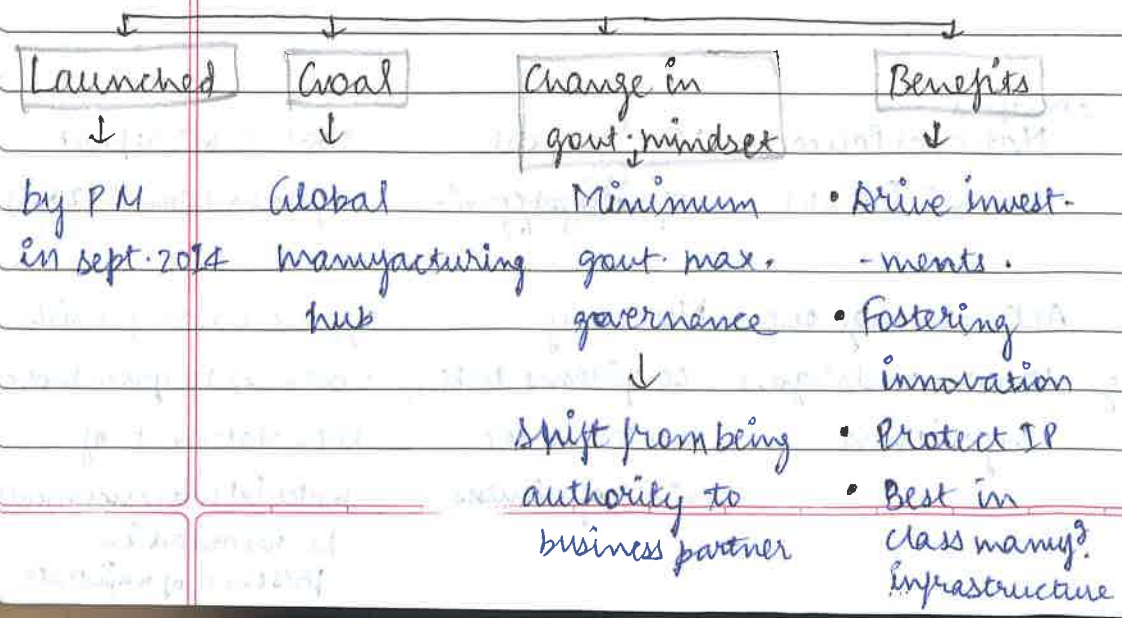 Launched
Goal
Change in
govt. mindset
Benefits
by PM
in sept. 2014
Global
manufacturing
hub
Minimum
govt. max.
governance
shift from being
authority to
business partner
• Drive invest-
-ments.
• Fostering
innovation
• Protect IP
• Best in
class manufg.
infrastructure